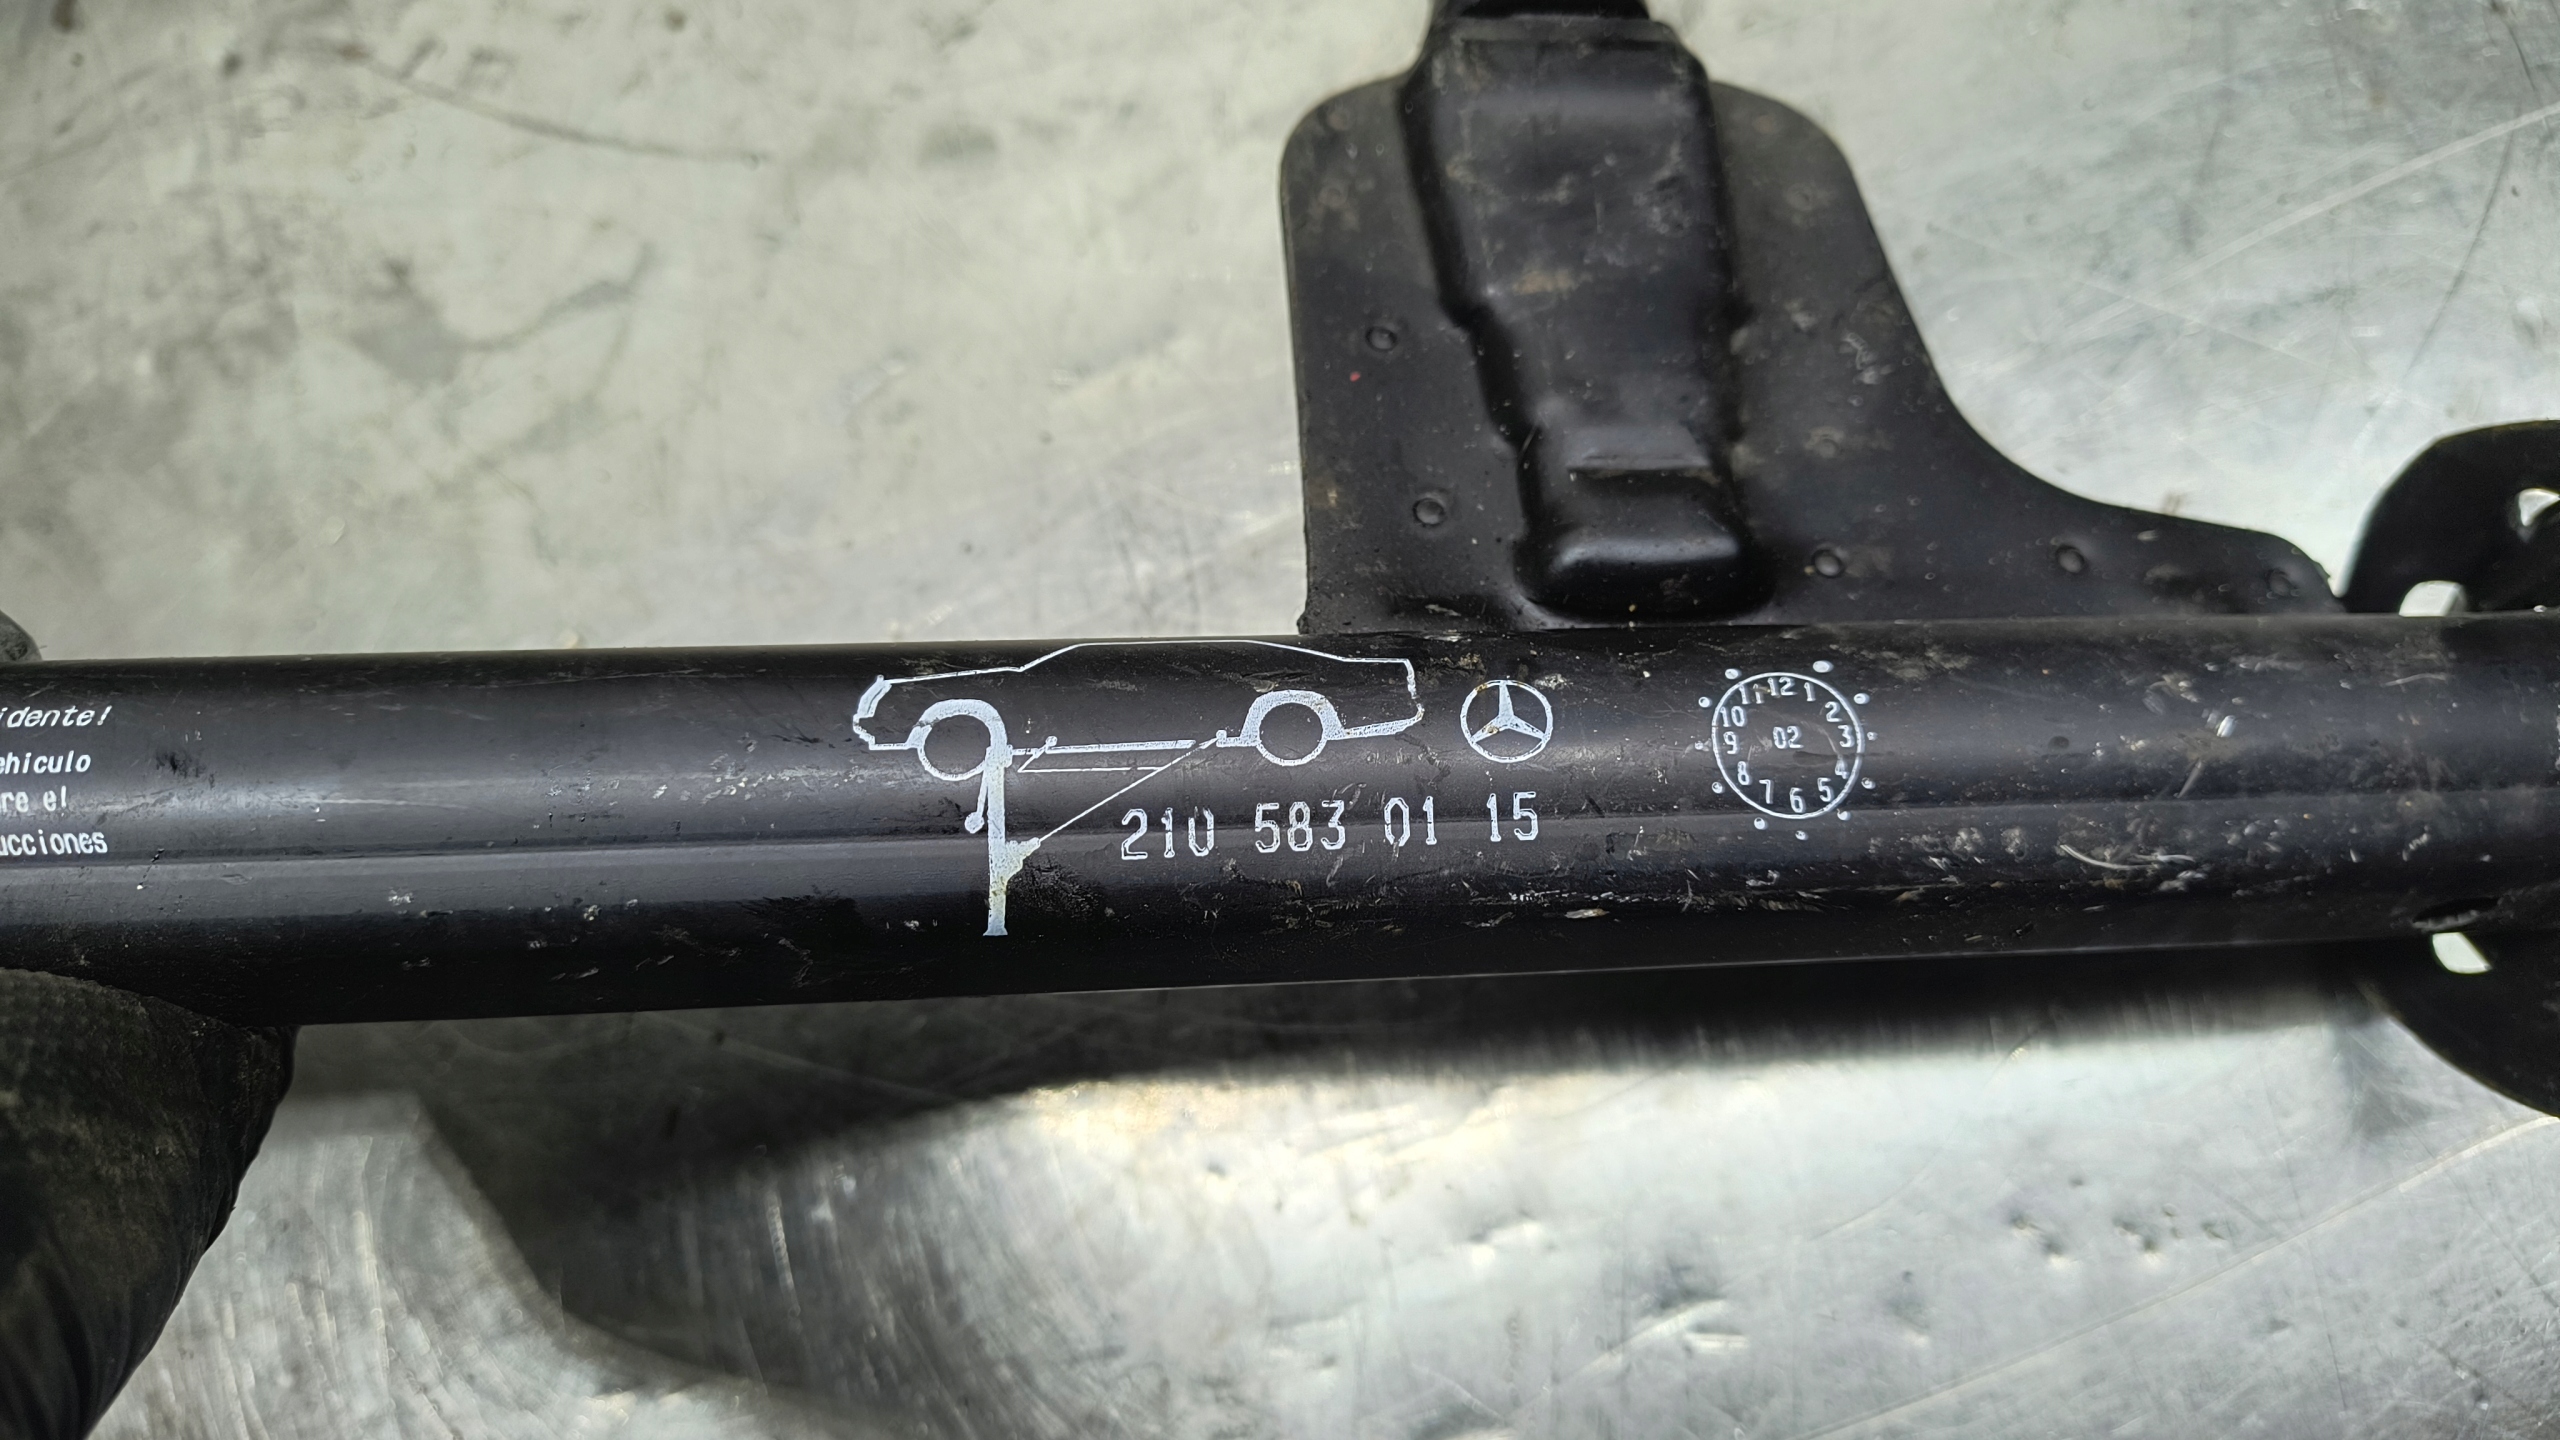 idente!
ehiculo
re el
ucciones
210 583 01 15
11 12 1
10 2
9 02 3
8 4
7 6 5